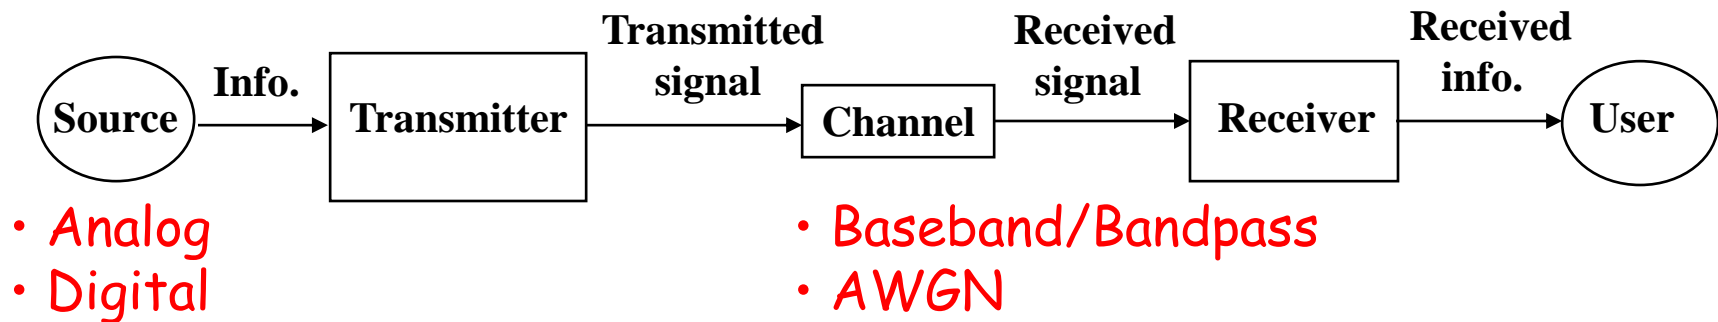 Source
Info.
Transmitter
Transmitted
signal
Channel
Received
signal
Receiver
Received
info.
User
• Analog
• Digital
• Baseband/Bandpass
• AWGN